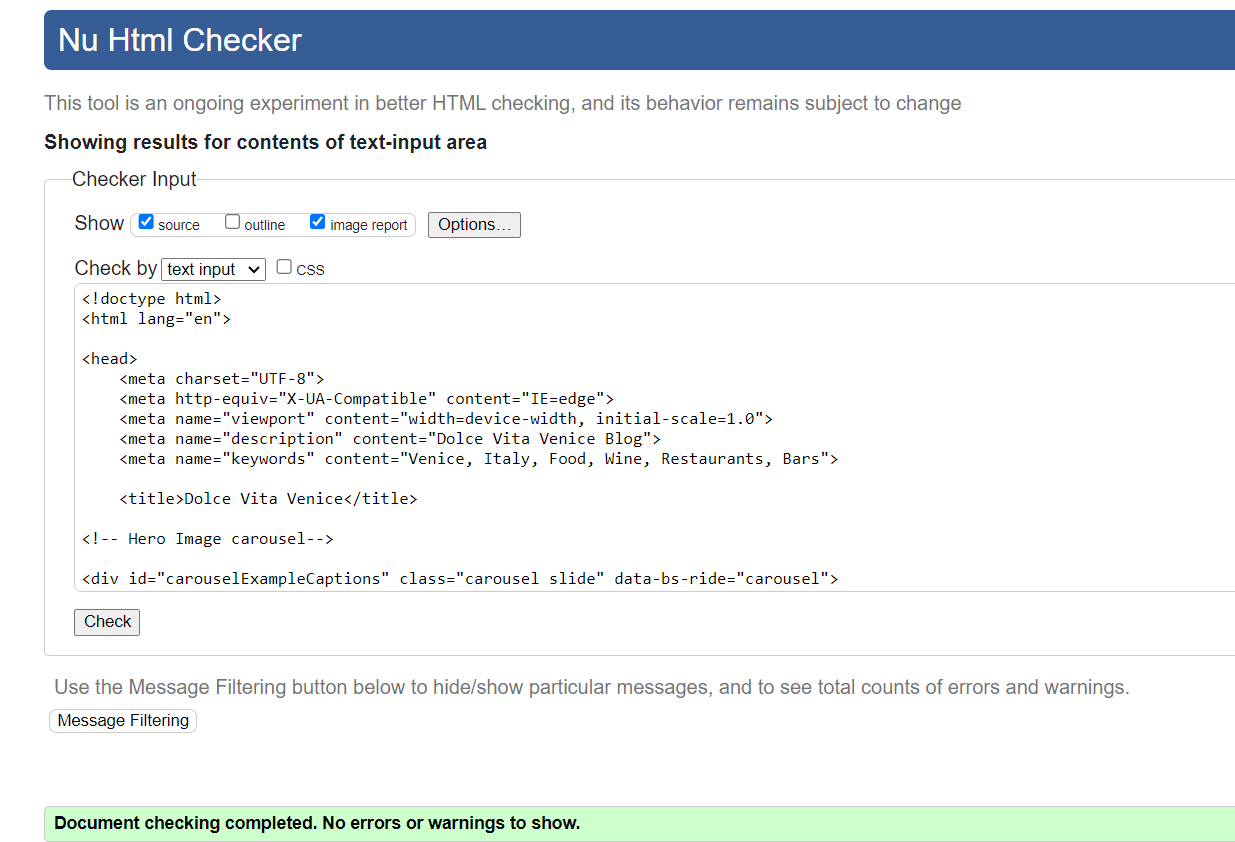 Nu Html Checker
This tool is an ongoing experiment in better HTML checking, and its behavior remains subject to change
Showing results for contents of text-input area
Checker Input
Show source outline image report Options...
Check by text input CSS
<!doctype html>
<html lang="en">
<head>
<meta charset="UTF-8">
<meta http-equiv="X-UA-Compatible" content="IE=edge">
<meta name="viewport" content="width=device-width, initial-scale=1.0">
<meta name="description" content="Dolce Vita Venice Blog">
<meta name="keywords" content="Venice, Italy, Food, Wine, Restaurants, Bars">
<title>Dolce Vita Venice</title>
<!-- Hero Image carousel-->
<div id="carouselExampleCaptions" class="carousel slide" data-bs-ride="carousel">
Check
Use the Message Filtering button below to hide/show particular messages, and to see total counts of errors and warnings.
Message Filtering
Document checking completed. No errors or warnings to show.